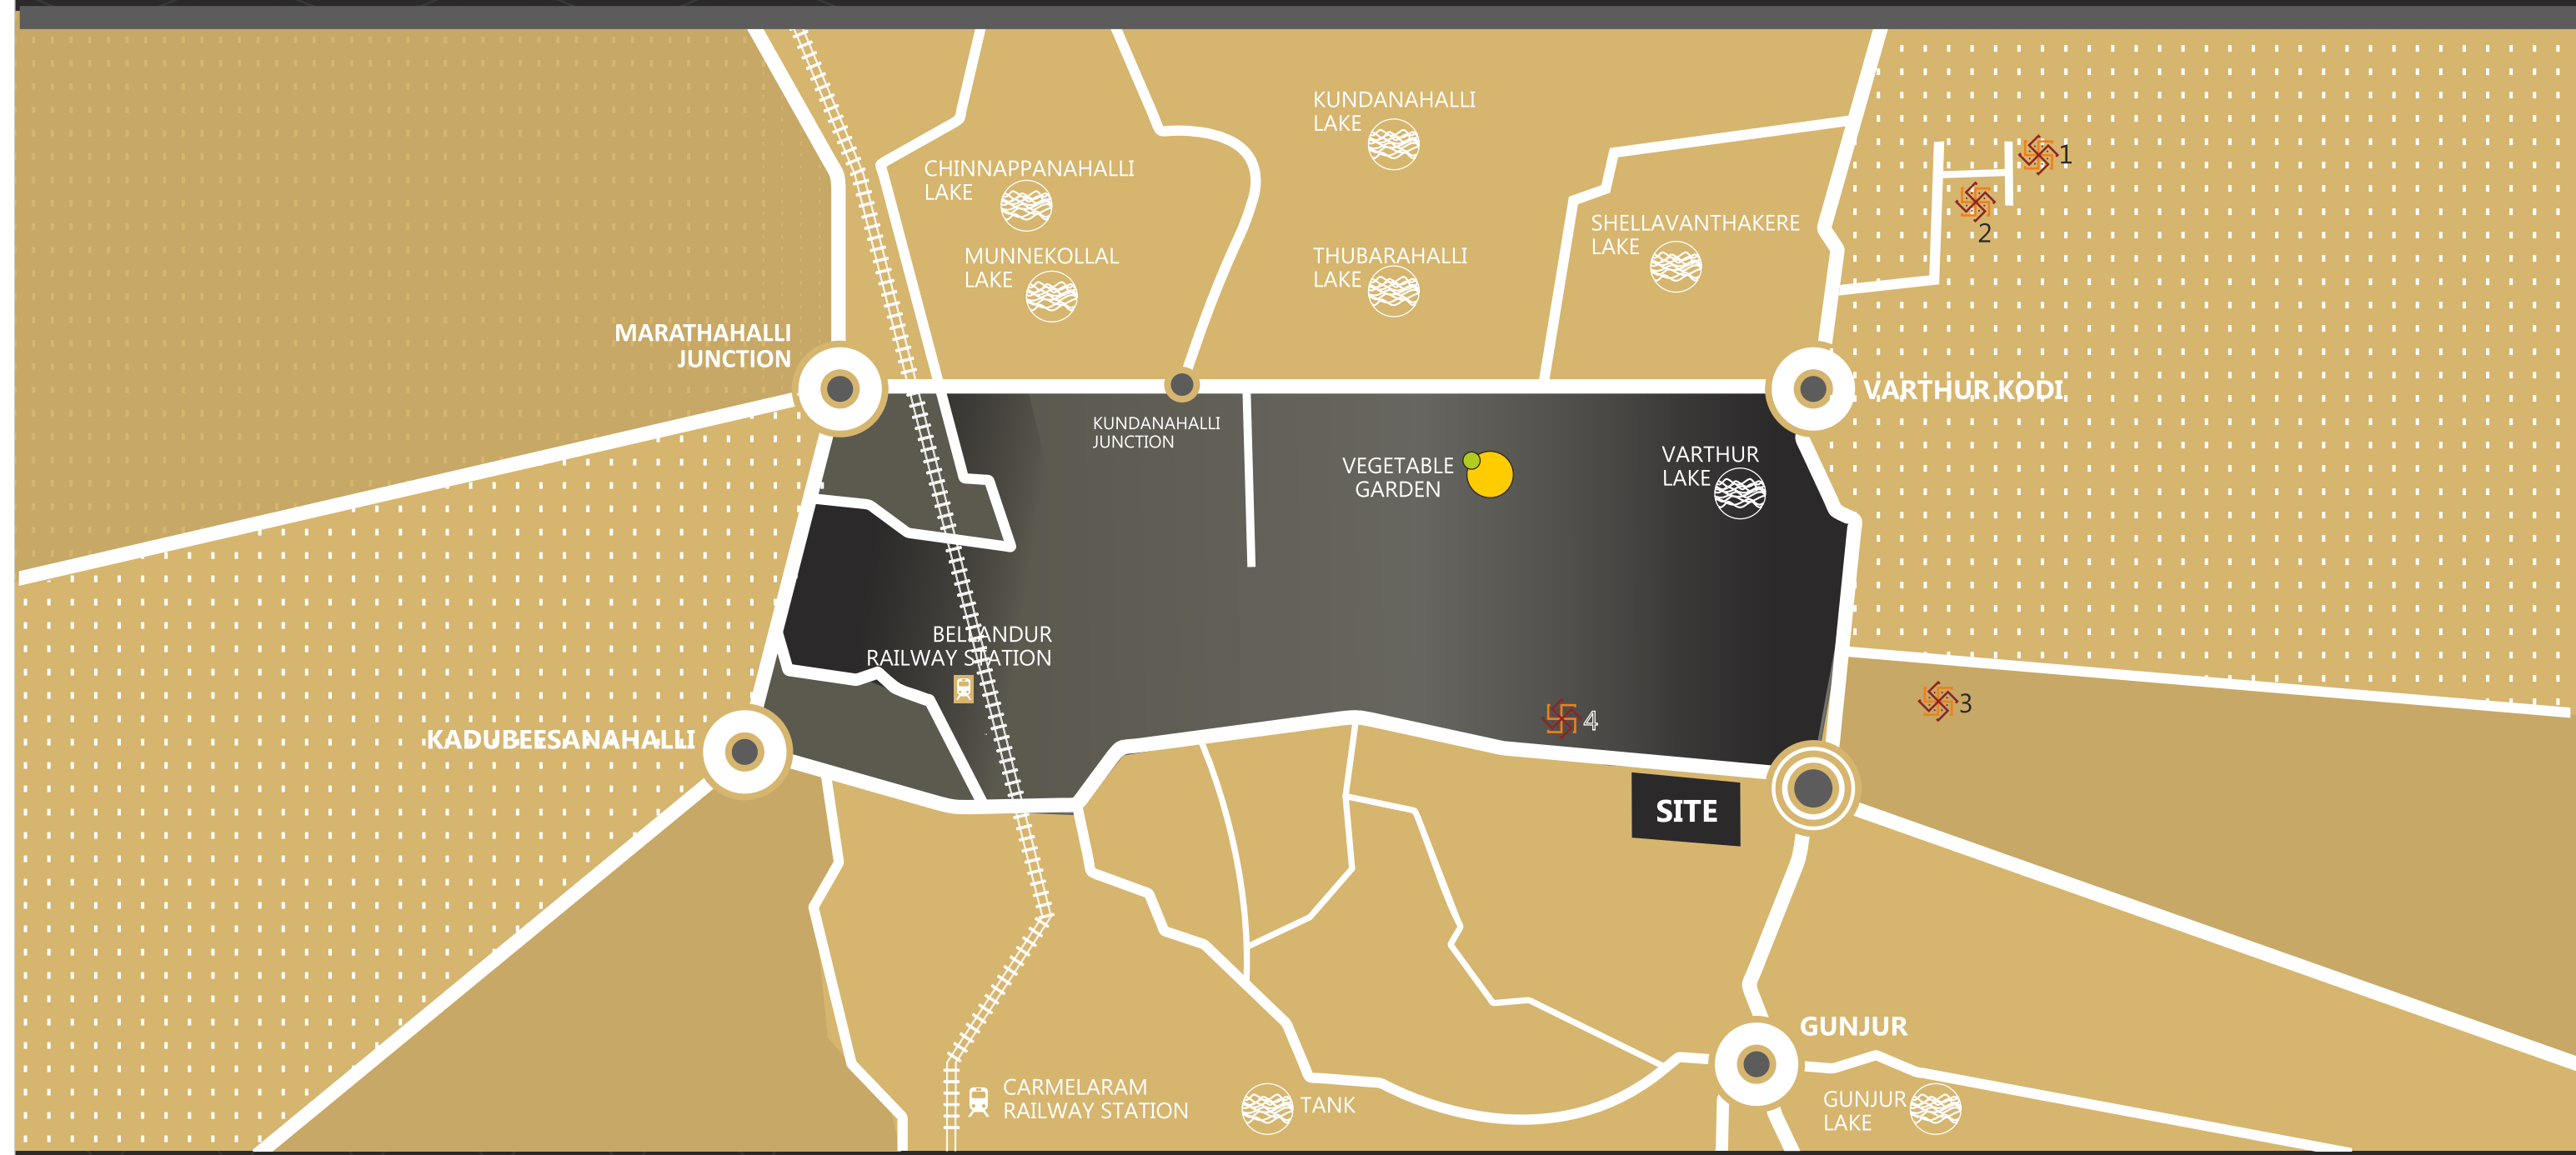 KUNDANAHALLI
LAKE
1
CHINNAPPANAHALLI
LAKE
2
SHELLAVANTHAKERE
LAKE
MUNNEKOLLAL
LAKE
THUBARAHALLI
LAKE
MARATHAHALLI
JUNCTION
VARTHUR KODI
KUNDANAHALLI
JUNCTION
VEGETABLE
GARDEN
VARTHUR
LAKE
BELLANDUR
RAILWAY STATION
3
4
KADUBEESANAHALLI
SITE
GUNJUR
CARMELARAM
RAILWAY STATION
TANK
GUNJUR
LAKE